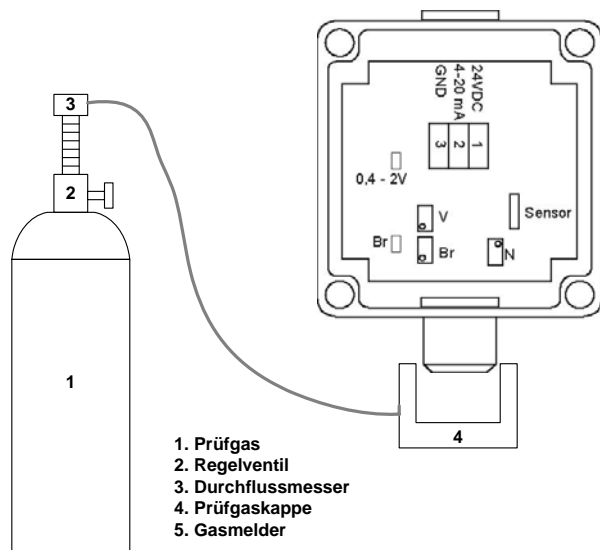 3
2
1
24VDC
4-20 mA
GND
3
2
1
0,4 - 2V
V
Sensor
Br
Br
N
4
1. Prüfgas
2. Regelventil
3. Durchflussmesser
4. Prüfgaskappe
5. Gasmelder